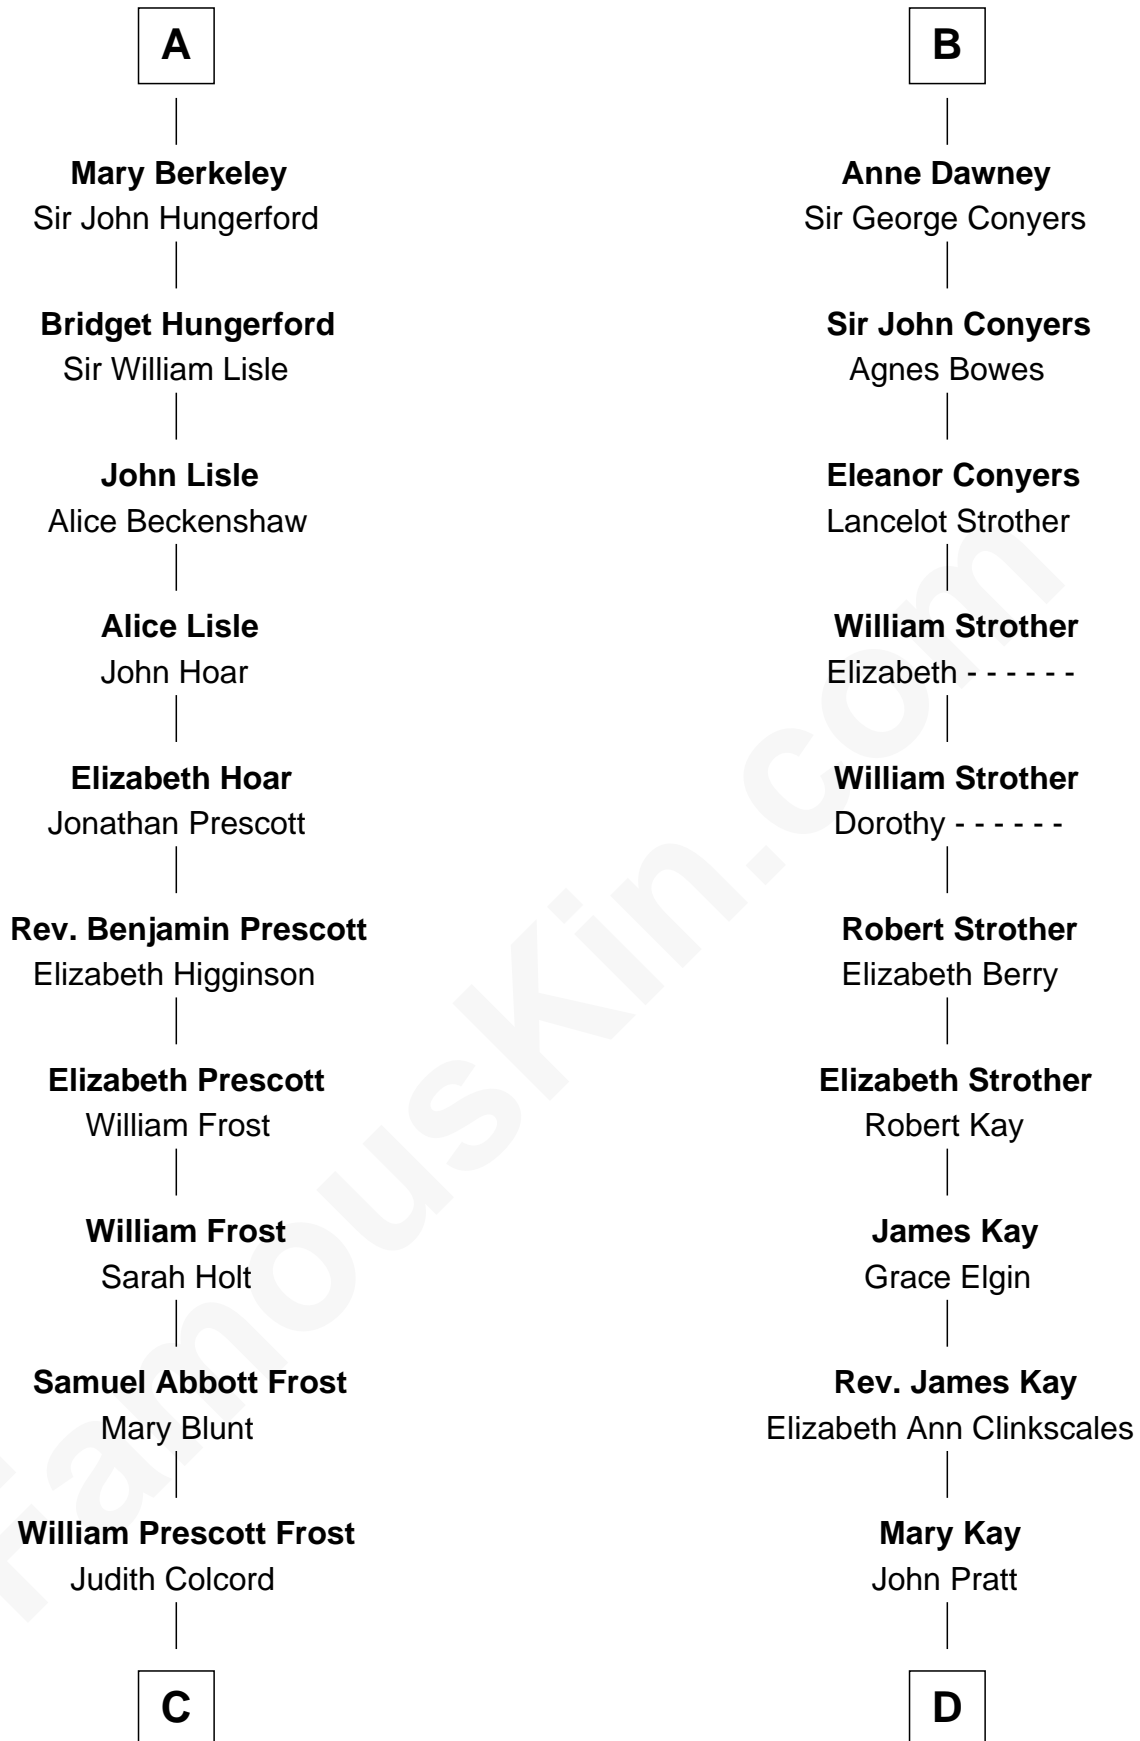 A
Mary Berkeley
Sir John Hungerford
Bridget Hungerford
Sir William Lisle
John Lisle
Alice Beckenshaw
Alice Lisle
John Hoar
Elizabeth Hoar
Jonathan Prescott
Rev. Benjamin Prescott
Elizabeth Higginson
Elizabeth Prescott
William Frost
William Frost
Sarah Holt
Samuel Abbott Frost
Mary Blunt
William Prescott Frost
Judith Colcord
C
B
Anne Dawney
Sir George Conyers
Sir John Conyers
Agnes Bowes
Eleanor Conyers
Lancelot Strother
William Strother
Elizabeth - - - - - -
William Strother
Dorothy - - - - - -
Robert Strother
Elizabeth Berry
Elizabeth Strother
Robert Kay
James Kay
Grace Elgin
Rev. James Kay
Elizabeth Ann Clinkscales
Mary Kay
John Pratt
D
FamousKin.com